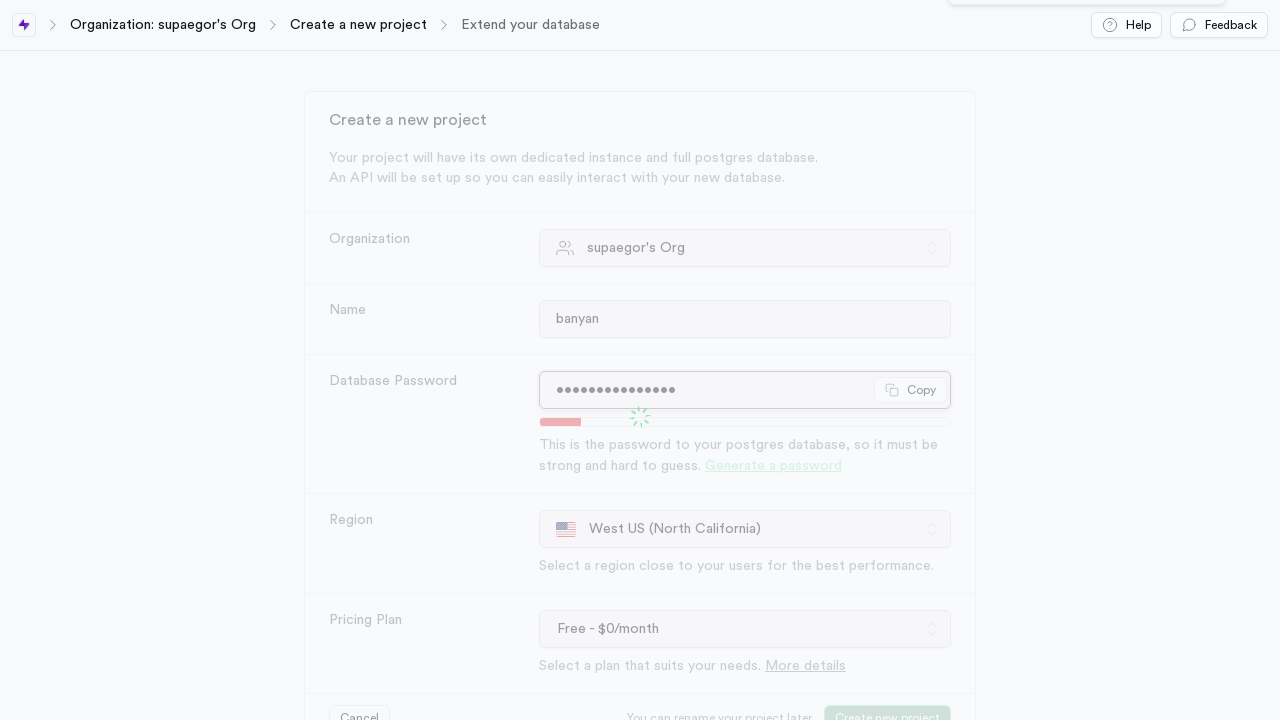 Organization: supaegor's Org
Create a new project
Extend your database
Help
Feedback
Create a new project
Your project will have its own dedicated instance and full postgres database.
An API will be set up so you can easily interact with your new database.
Organization
supaegor's Org
Name
banyan
Database Password
•••••••••••••••
Copy
This is the password to your postgres database, so it must be
strong and hard to guess. Generate a password
Region
West US (North California)
Select a region close to your users for the best performance.
Pricing Plan
Free - $0/month
Select a plan that suits your needs. More details
Cancel
You can rename your project later
Create new project